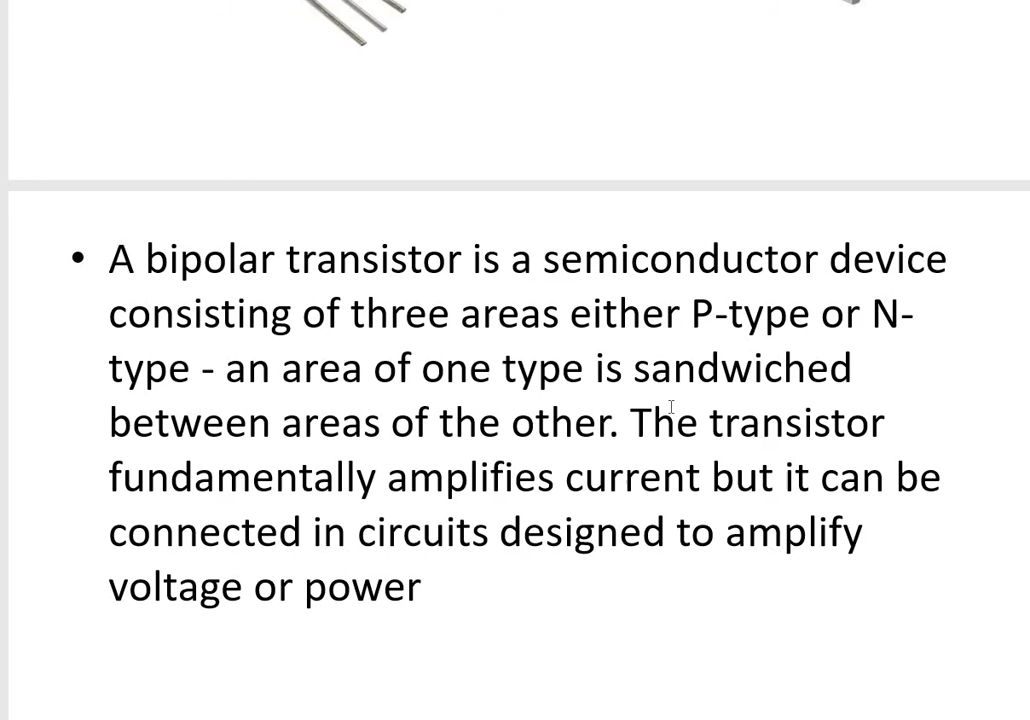 • A bipolar transistor is a semiconductor device
consisting of three areas either P-type or N-
type - an area of one type is sandwiched
between areas of the other. The transistor
fundamentally amplifies current but it can be
connected in circuits designed to amplify
voltage or power